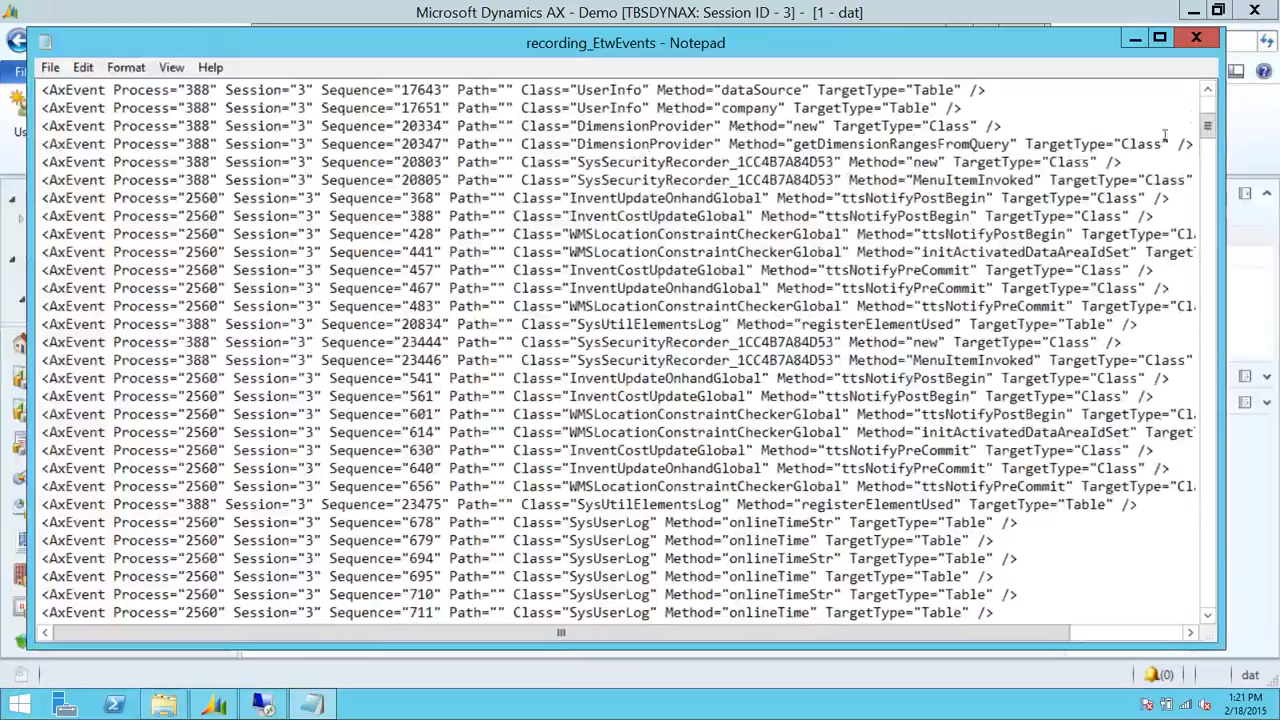 Microsoft Dynamics AX - Demo [TBSDYNAX: Session ID - 3] - [1 - dat]
recording_EtwEvents - Notepad
File Edit Format View Help
<AxEvent Process="388" Session="3" Sequence="17643" Path="" Class="UserInfo" Method="dataSource" TargetType="Table" />
<AxEvent Process="388" Session="3" Sequence="17651" Path="" Class="UserInfo" Method="company" TargetType="Table" />
<AxEvent Process="388" Session="3" Sequence="20334" Path="" Class="DimensionProvider" Method="new" TargetType="Class" />
<AxEvent Process="388" Session="3" Sequence="20347" Path="" Class="DimensionProvider" Method="getDimensionRangesFromQuery" TargetType="Class" />
<AxEvent Process="388" Session="3" Sequence="20803" Path="" Class="SysSecurityRecorder_1CC4B7A84D53" Method="new" TargetType="Class" />
<AxEvent Process="388" Session="3" Sequence="20805" Path="" Class="SysSecurityRecorder_1CC4B7A84D53" Method="MenuItemInvoked" TargetType="Class"
<AxEvent Process="2560" Session="3" Sequence="368" Path="" Class="InventUpdateOnhandGlobal" Method="ttsNotifyPostBegin" TargetType="Class" />
<AxEvent Process="2560" Session="3" Sequence="388" Path="" Class="InventCostUpdateGlobal" Method="ttsNotifyPostBegin" TargetType="Class" />
<AxEvent Process="2560" Session="3" Sequence="428" Path="" Class="WMSLocationConstraintCheckerGlobal" Method="ttsNotifyPostBegin" TargetType="Cl
<AxEvent Process="2560" Session="3" Sequence="441" Path="" Class="WMSLocationConstraintCheckerGlobal" Method="initActivatedDataAreaIdSet" Target
<AxEvent Process="2560" Session="3" Sequence="457" Path="" Class="InventCostUpdateGlobal" Method="ttsNotifyPreCommit" TargetType="Class" />
<AxEvent Process="2560" Session="3" Sequence="467" Path="" Class="InventUpdateOnhandGlobal" Method="ttsNotifyPreCommit" TargetType="Class" />
<AxEvent Process="2560" Session="3" Sequence="483" Path="" Class="WMSLocationConstraintCheckerGlobal" Method="ttsNotifyPreCommit" TargetType="Cl
<AxEvent Process="388" Session="3" Sequence="20834" Path="" Class="SysUtilElementsLog" Method="registerElementUsed" TargetType="Table" />
<AxEvent Process="388" Session="3" Sequence="23444" Path="" Class="SysSecurityRecorder_1CC4B7A84D53" Method="new" TargetType="Class" />
<AxEvent Process="388" Session="3" Sequence="23446" Path="" Class="SysSecurityRecorder_1CC4B7A84D53" Method="MenuItemInvoked" TargetType="Class"
<AxEvent Process="2560" Session="3" Sequence="541" Path="" Class="InventUpdateOnhandGlobal" Method="ttsNotifyPostBegin" TargetType="Class" />
<AxEvent Process="2560" Session="3" Sequence="561" Path="" Class="InventCostUpdateGlobal" Method="ttsNotifyPostBegin" TargetType="Class" />
<AxEvent Process="2560" Session="3" Sequence="601" Path="" Class="WMSLocationConstraintCheckerGlobal" Method="ttsNotifyPostBegin" TargetType="Cl
<AxEvent Process="2560" Session="3" Sequence="614" Path="" Class="WMSLocationConstraintCheckerGlobal" Method="initActivatedDataAreaIdSet" Target
<AxEvent Process="2560" Session="3" Sequence="630" Path="" Class="InventCostUpdateGlobal" Method="ttsNotifyPreCommit" TargetType="Class" />
<AxEvent Process="2560" Session="3" Sequence="640" Path="" Class="InventUpdateOnhandGlobal" Method="ttsNotifyPreCommit" TargetType="Class" />
<AxEvent Process="2560" Session="3" Sequence="656" Path="" Class="WMSLocationConstraintCheckerGlobal" Method="ttsNotifyPreCommit" TargetType="Cl
<AxEvent Process="388" Session="3" Sequence="23475" Path="" Class="SysUtilElementsLog" Method="registerElementUsed" TargetType="Table" />
<AxEvent Process="2560" Session="3" Sequence="678" Path="" Class="SysUserLog" Method="onlineTimeStr" TargetType="Table" />
<AxEvent Process="2560" Session="3" Sequence="679" Path="" Class="SysUserLog" Method="onlineTime" TargetType="Table" />
<AxEvent Process="2560" Session="3" Sequence="694" Path="" Class="SysUserLog" Method="onlineTimeStr" TargetType="Table" />
<AxEvent Process="2560" Session="3" Sequence="695" Path="" Class="SysUserLog" Method="onlineTime" TargetType="Table" />
<AxEvent Process="2560" Session="3" Sequence="710" Path="" Class="SysUserLog" Method="onlineTimeStr" TargetType="Table" />
<AxEvent Process="2560" Session="3" Sequence="711" Path="" Class="SysUserLog" Method="onlineTime" TargetType="Table" />
(0) dat
1:21 PM
2/18/2015